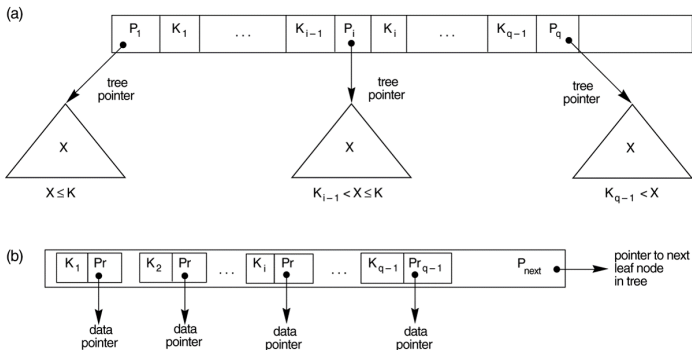 (a)
P1 K1 . . . Ki−1 Pi Ki . . . Kq−1 Pq
tree
pointer
tree
pointer
tree
pointer
X
X
X
X ≤ K
Ki−1 < X ≤ K
Kq−1 < X
(b)
K1 Pr K2 Pr . . . Ki Pr . . . Kq−1 Prq−1 Pnext
pointer to next
leaf node
in tree
data
pointer
data
pointer
data
pointer
data
pointer